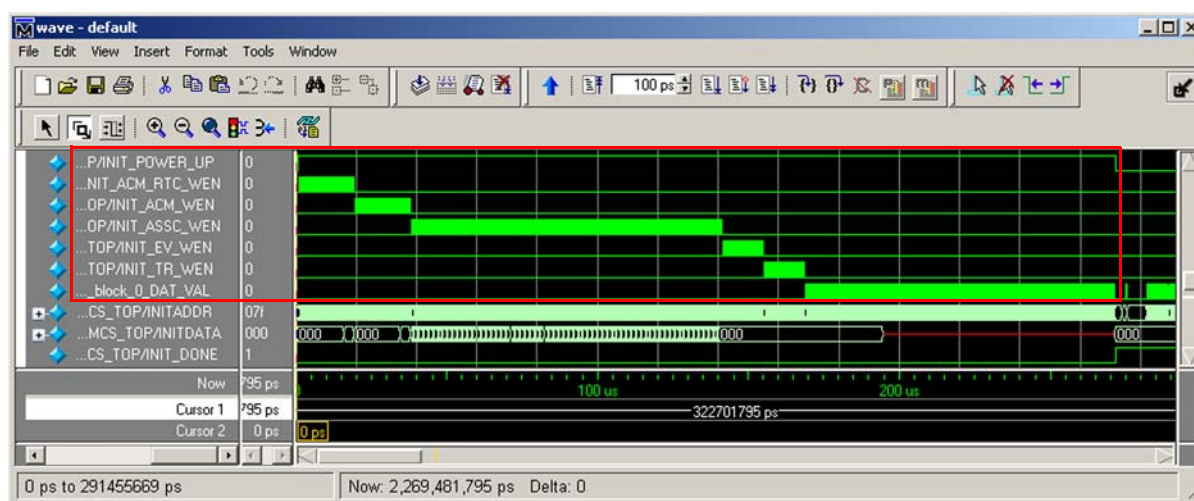 wave - default
File Edit View Insert Format Tools Window
100 ps
...P/INIT_POWER_UP 0
...NIT_ACM_RTC_WEN 0
...OP/INIT_ACM_WEN 0
...OP/INIT_ASSC_WEN 0
...TOP/INIT_EV_WEN 0
...TOP/INIT_TR_WEN 0
..._block_0_DAT_VAL 0
...CS_TOP/INITADDR 07f
...MCS_TOP/INITDATA 000 000 000 000 000
...CS_TOP/INIT_DONE 1
Now 795 ps 100 us 200 us
Cursor 1 795 ps 322701795 ps
Cursor 2 0 ps 0 ps
0 ps to 291455669 ps Now: 2,269,481,795 ps Delta: 0